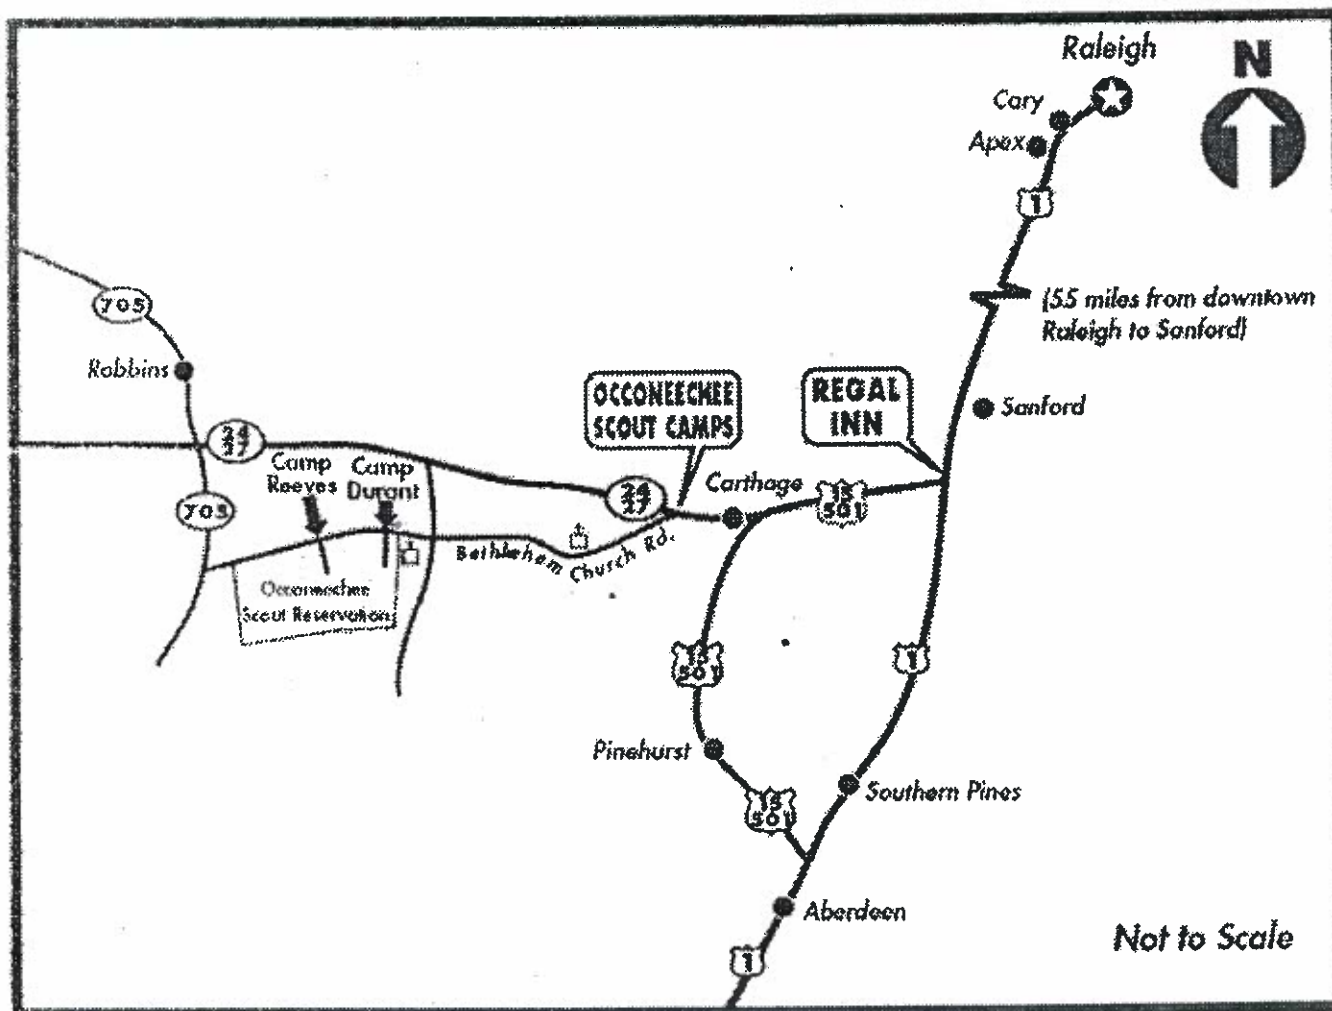 Raleigh
N
Cary
Apex
1
(55 miles from downtown
Raleigh to Sanford)
705
Robbins
OCCONEECHEE
SCOUT CAMPS
REGAL
INN
Sanford
24
27
Camp
Reeves
Camp
Durant
24
27
Carthage
15
501
705
Bethlehem Church Rd.
Occoneechee
Scout Reservation
15
501
1
Pinehurst
15
501
Southern Pines
Aberdeen
1
Not to Scale